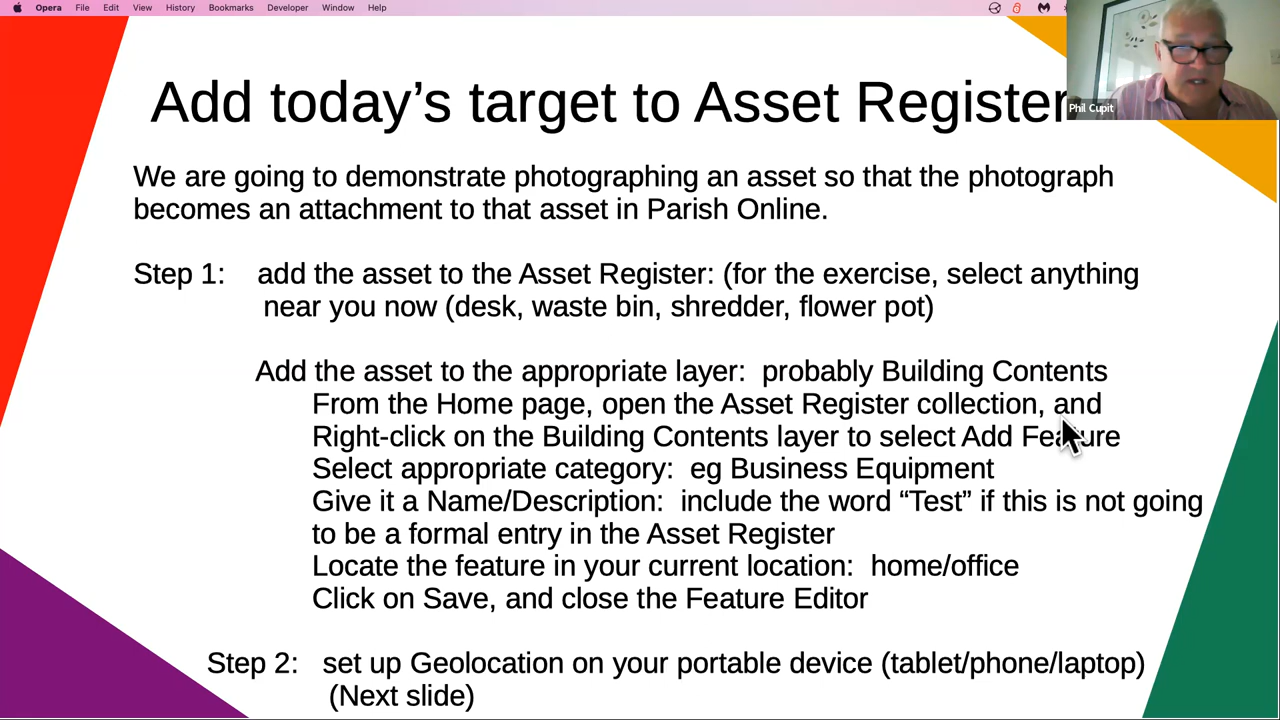 Opera File Edit View History Bookmarks Developer Window Help
Phil Cupit
Add today’s target to Asset Register
We are going to demonstrate photographing an asset so that the photograph
becomes an attachment to that asset in Parish Online.
Step 1: add the asset to the Asset Register: (for the exercise, select anything
near you now (desk, waste bin, shredder, flower pot)
Add the asset to the appropriate layer: probably Building Contents
From the Home page, open the Asset Register collection, and
Right-click on the Building Contents layer to select Add Feature
Select appropriate category: eg Business Equipment
Give it a Name/Description: include the word “Test” if this is not going
to be a formal entry in the Asset Register
Locate the feature in your current location: home/office
Click on Save, and close the Feature Editor
Step 2: set up Geolocation on your portable device (tablet/phone/laptop)
(Next slide)